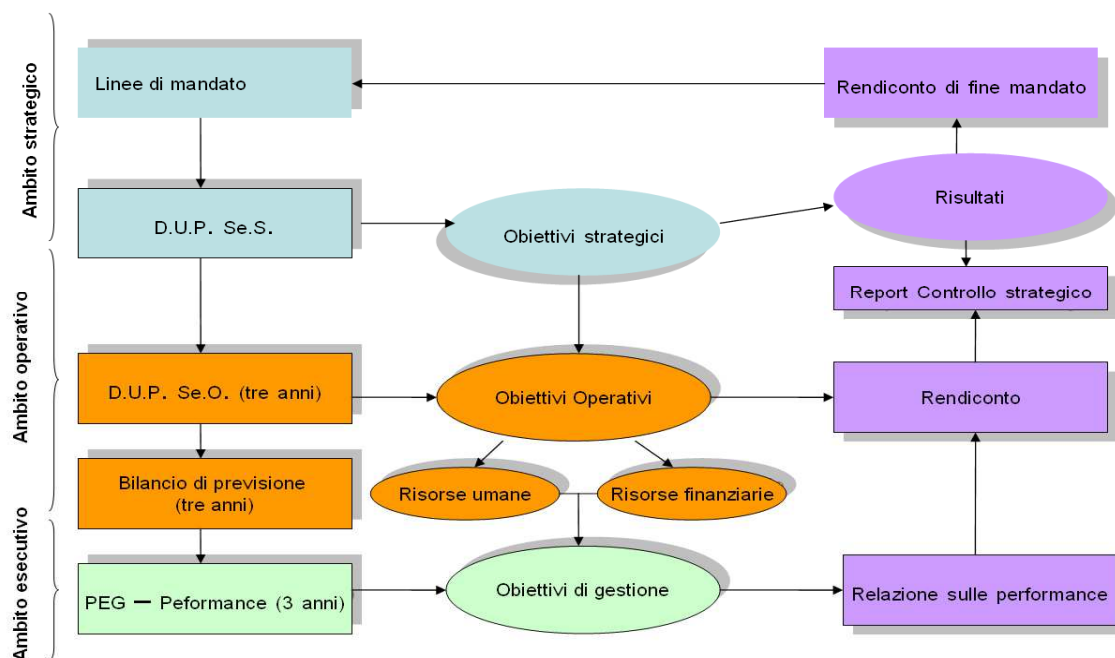 Ambito strategico
Linee di mandato
Rendiconto di fine mandato
D.U.P. Se.S.
Obiettivi strategici
Risultati
Report Controllo strategico
Ambito operativo
D.U.P. Se.O. (tre anni)
Obiettivi Operativi
Rendiconto
Bilancio di previsione
(tre anni)
Risorse umane
Risorse finanziarie
Ambito esecutivo
PEG – Peformance (3 anni)
Obiettivi di gestione
Relazione sulle performance